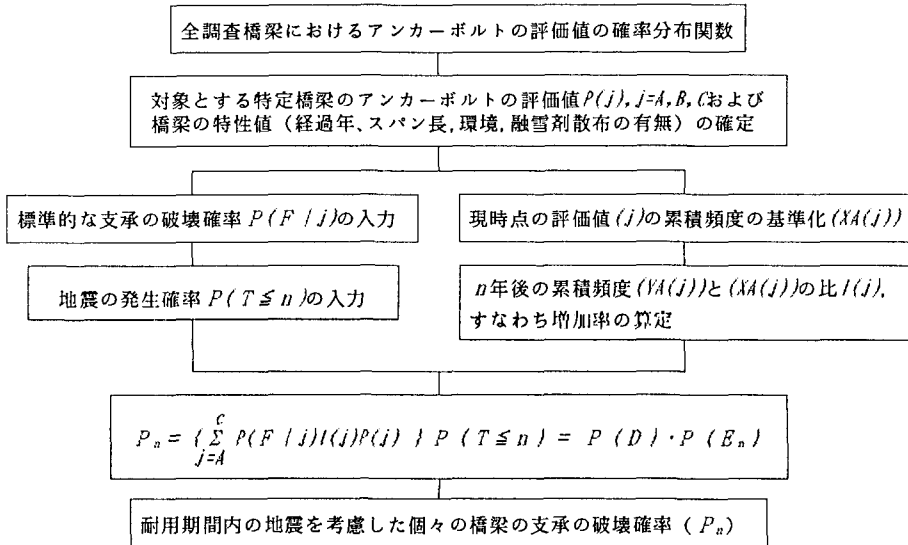 全調査橋梁におけるアンカーボルトの評価値の確率分布関数
対象とする特定橋梁のアンカーボルトの評価値P(j), j=A, B, Cおよび
橋梁の特性値（経過年、スパン長, 環境, 融雪剤散布の有無）の確定
標準的な支承の破壊確率 P(F / j)の入力
地震の発生確率 P(T≦n)の入力
現時点の評価値(j)の累積頻度の基準化(XA(j))
n年後の累積頻度(YA(j))と(XA(j))の比I(j),
すなわち増加率の算定
P_n = { Σ_{j=A}^{C} P(F / j)I(j)P(j) } P (T≦n) = P (D)・P (E_n)
耐用期間内の地震を考慮した個々の橋梁の支承の破壊確率（P_n）